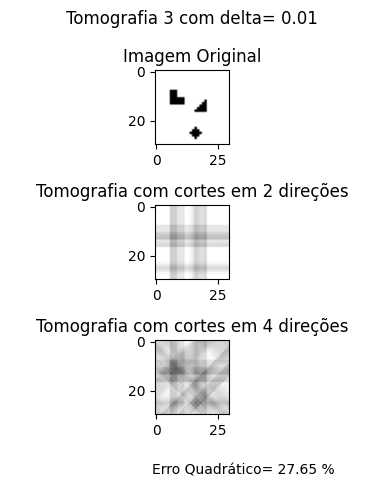 Tomografia 3 com delta= 0.01
Imagem Original
0
20
0
25
Tomografia com cortes em 2 direções
0
20
0
25
Tomografia com cortes em 4 direções
0
20
0
25
Erro Quadrático= 27.65 %